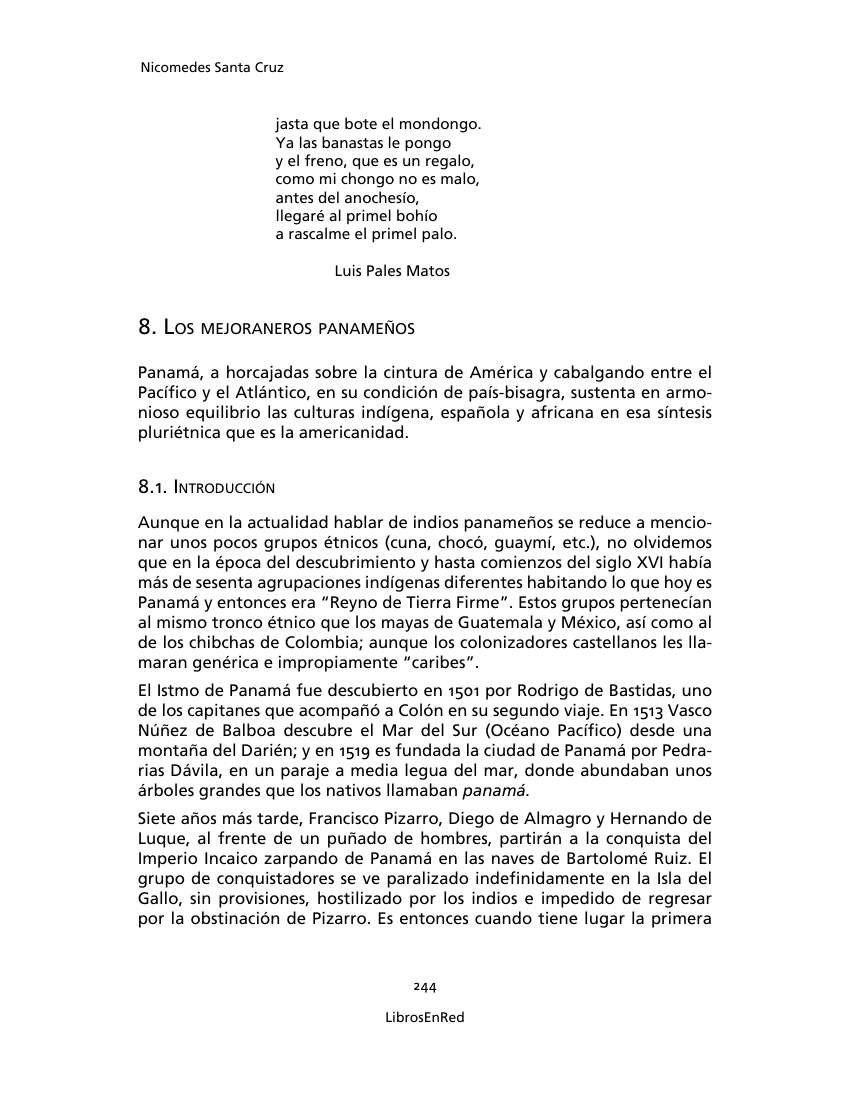 Nicomedes Santa Cruz
jasta que bote el mondongo.
Ya las banastas le pongo
y el freno, que es un regalo,
como mi chongo no es malo,
antes del anochesío,
llegaré al primel bohío
a rascalme el primel palo.
Luis Pales Matos
8. Los mejoraneros panameños
Panamá, a horcajadas sobre la cintura de América y cabalgando entre el
Pacífico y el Atlántico, en su condición de país-bisagra, sustenta en armo-
nioso equilibrio las culturas indígena, española y africana en esa síntesis
pluriétnica que es la americanidad.
8.1. Introducción
Aunque en la actualidad hablar de indios panameños se reduce a mencio-
nar unos pocos grupos étnicos (cuna, chocó, guaymí, etc.), no olvidemos
que en la época del descubrimiento y hasta comienzos del siglo XVI había
más de sesenta agrupaciones indígenas diferentes habitando lo que hoy es
Panamá y entonces era “Reyno de Tierra Firme”. Estos grupos pertenecían
al mismo tronco étnico que los mayas de Guatemala y México, así como al
de los chibchas de Colombia; aunque los colonizadores castellanos les lla-
maran genérica e impropiamente “caribes”.
El Istmo de Panamá fue descubierto en 1501 por Rodrigo de Bastidas, uno
de los capitanes que acompañó a Colón en su segundo viaje. En 1513 Vasco
Núñez de Balboa descubre el Mar del Sur (Océano Pacífico) desde una
montaña del Darién; y en 1519 es fundada la ciudad de Panamá por Pedra-
rias Dávila, en un paraje a media legua del mar, donde abundaban unos
árboles grandes que los nativos llamaban panamá.
Siete años más tarde, Francisco Pizarro, Diego de Almagro y Hernando de
Luque, al frente de un puñado de hombres, partirán a la conquista del
Imperio Incaico zarpando de Panamá en las naves de Bartolomé Ruiz. El
grupo de conquistadores se ve paralizado indefinidamente en la Isla del
Gallo, sin provisiones, hostilizado por los indios e impedido de regresar
por la obstinación de Pizarro. Es entonces cuando tiene lugar la primera
244
LibrosEnRed